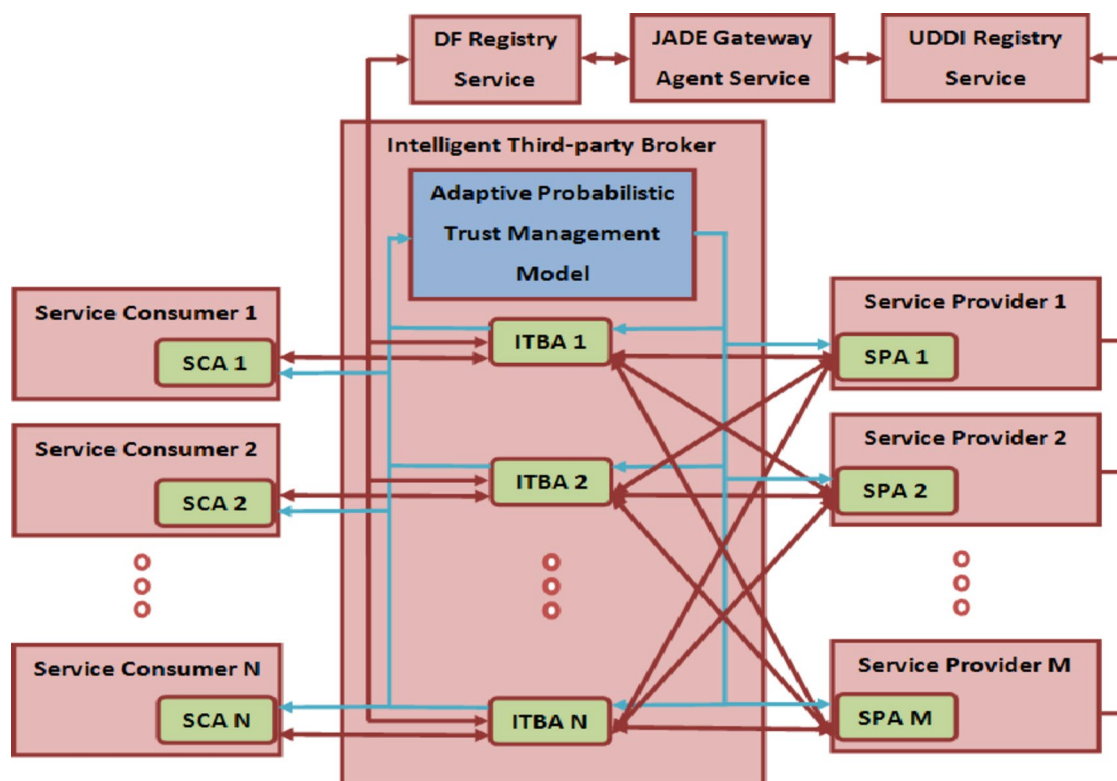 DF Registry
Service
JADE Gateway
Agent Service
UDDI Registry
Service
Intelligent Third-party Broker
Adaptive Probabilistic
Trust Management
Model
Service Consumer 1
SCA 1
ITBA 1
Service Provider 1
SPA 1
Service Consumer 2
SCA 2
ITBA 2
Service Provider 2
SPA 2
Service Consumer N
SCA N
ITBA N
Service Provider M
SPA M